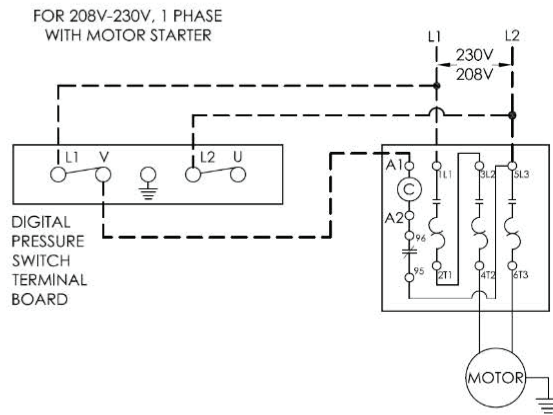 FOR 208V-230V, 1 PHASE
WITH MOTOR STARTER
L1
L2
230V
208V
L1
V
L2
U
DIGITAL
PRESSURE
SWITCH
TERMINAL
BOARD
A1
1L1
3L2
5L3
C
A2
96
95
2T1
4T2
6T3
MOTOR